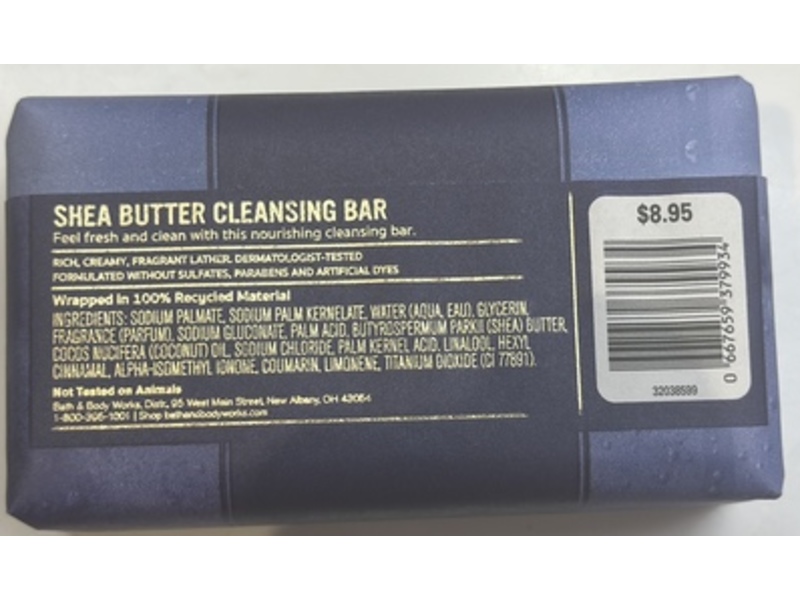 SHEA BUTTER CLEANSING BAR
Feel fresh and clean with this nourishing cleansing bar.
RICH, CREAMY, FRAGRANT LATHER. DERMATOLOGIST-TESTED
FORMULATED WITHOUT SULFATES, PARABENS AND ARTIFICIAL DYES
Wrapped in 100% Recycled Material
INGREDIENTS: SODIUM PALMATE, SODIUM PALM KERNELATE, WATER (AQUA, EAU), GLYCERIN,
FRAGRANCE (PARFUM), SODIUM GLUCONATE, PALM ACID, BUTYROSPERMUM PARKII (SHEA) BUTTER,
COCOS NUCIFERA (COCONUT) OIL, SODIUM CHLORIDE, PALM KERNEL ACID, LINALOOL, HEXYL
CINNAMAL, ALPHA-ISOMETHYL IONONE, COUMARIN, LIMONENE, TITANIUM DIOXIDE (CI 77891).
Not Tested on Animals
Bath & Body Works, Distr., 95 West Main Street, New Albany, OH 43054
1-800-395-1001 | Shop bathandbodyworks.com
$8.95
0 667659 379934
32038599